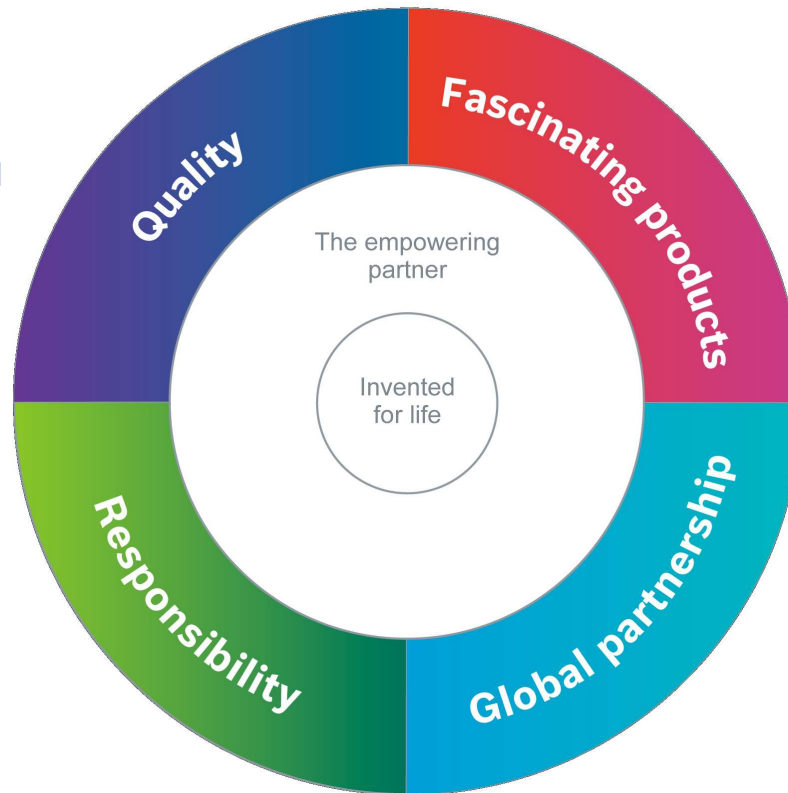 Quality
Fascinating products
The empowering
partner
Invented
for life
Responsibility
Global partnership